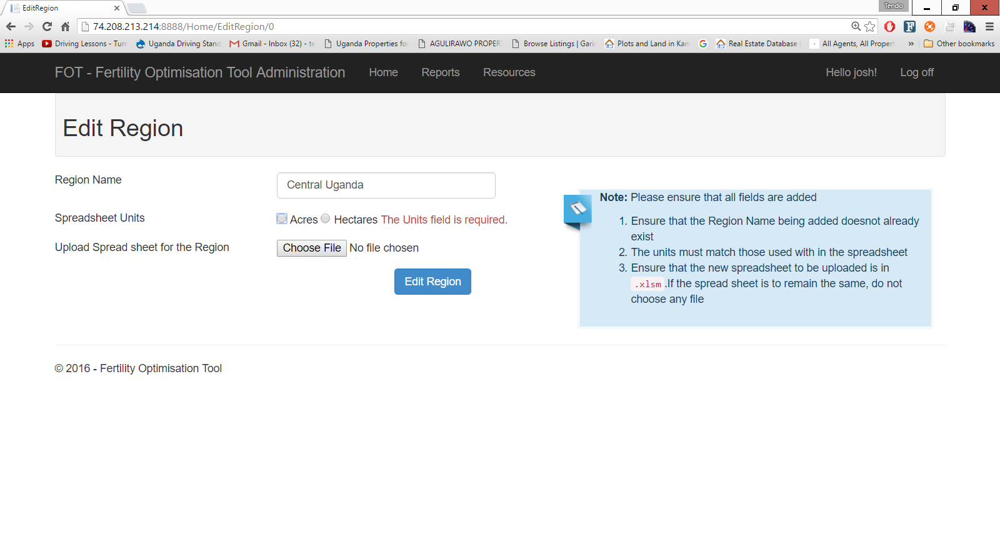 EditRegion
Tendo
74.208.213.214:8888/Home/EditRegion/0
Apps Driving Lessons - Turn Uganda Driving Stand Gmail - Inbox (32) - te Uganda Properties for AGULIRAWO PROPERT Browse Listings | Gari Plots and Land in Kam Real Estate Database All Agents, All Propert » Other bookmarks
FOT - Fertility Optimisation Tool Administration Home Reports Resources Hello josh! Log off
Edit Region
Region Name Central Uganda
Spreadsheet Units Acres Hectares The Units field is required.
Upload Spread sheet for the Region Choose File No file chosen
Edit Region
Note: Please ensure that all fields are added
1. Ensure that the Region Name being added doesnot already
exist
2. The units must match those used with in the spreadsheet
3. Ensure that the new spreadsheet to be uploaded is in
.xlsm .If the spread sheet is to remain the same, do not
choose any file
© 2016 - Fertility Optimisation Tool